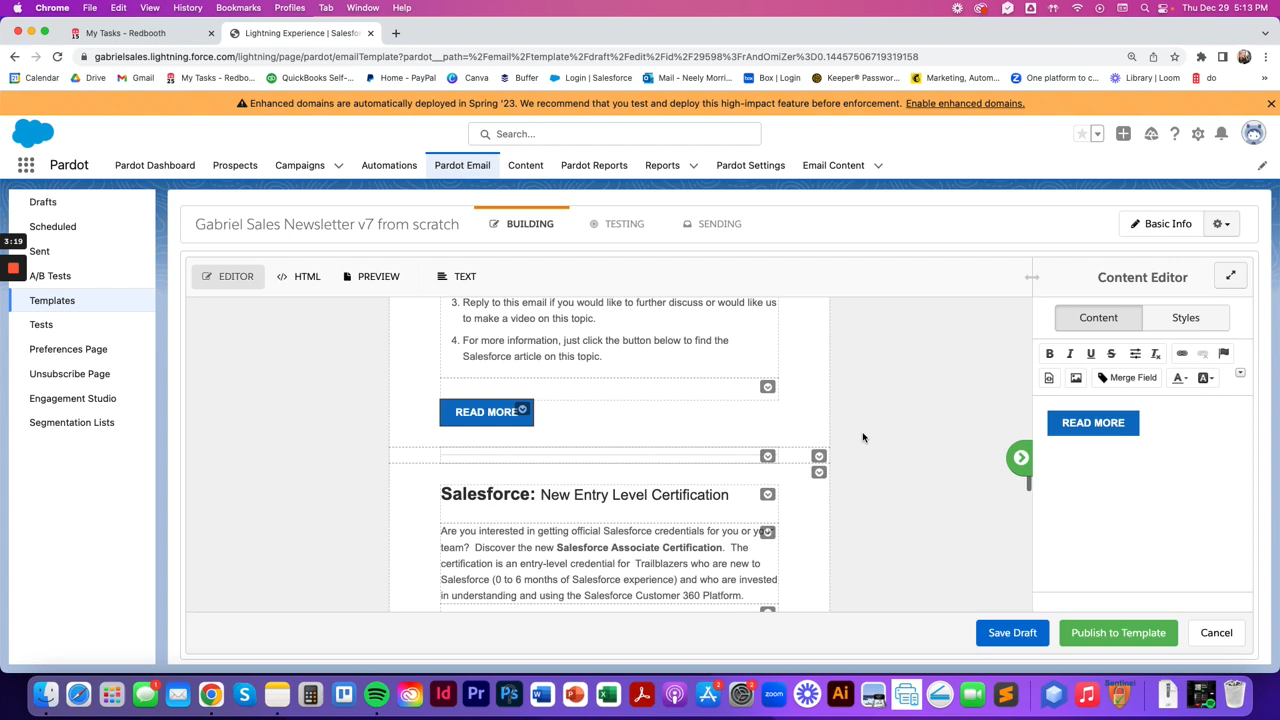 Chrome File Edit View History Bookmarks Profiles Tab Window Help
Thu Dec 29 5:13 PM
My Tasks - Redbooth
Lightning Experience | Salesfor
gabrielsales.lightning.force.com/lightning/page/pardot/emailTemplate?pardot__path=%2Femail%2Ftemplate%2Fdraft%2Fedit%2Fid%2F29598%3FrAndOmiZer%3D0.144575067193191​58
Calendar Drive Gmail My Tasks - Redbo... QuickBooks Self-... Home - PayPal Canva Buffer Login | Salesforce Mail - Neely Morri... Box | Login Keeper® Passwor... Marketing, Autom... One platform to c... Library | Loom do
Enhanced domains are automatically deployed in Spring '23. We recommend that you test and deploy this high-impact feature before enforcement. Enable enhanced domains.
Search...
Pardot
Pardot Dashboard Prospects Campaigns Automations Pardot Email Content Pardot Reports Reports Pardot Settings Email Content
Drafts
Scheduled
3:19
Sent
A/B Tests
Templates
Tests
Preferences Page
Unsubscribe Page
Engagement Studio
Segmentation Lists
Gabriel Sales Newsletter v7 from scratch
BUILDING TESTING SENDING
Basic Info
EDITOR HTML PREVIEW TEXT
3. Reply to this email if you would like to further discuss or would like us
to make a video on this topic.
4. For more information, just click the button below to find the
Salesforce article on this topic.
READ MORE
Salesforce: New Entry Level Certification
Are you interested in getting official Salesforce credentials for you or
team? Discover the new Salesforce Associate Certification. The
certification is an entry-level credential for Trailblazers who are new to
Salesforce (0 to 6 months of Salesforce experience) and who are invested
in understanding and using the Salesforce Customer 360 Platform.
Content Editor
Content Styles
B I U S
Merge Field A A
READ MORE
Save Draft Publish to Template Cancel